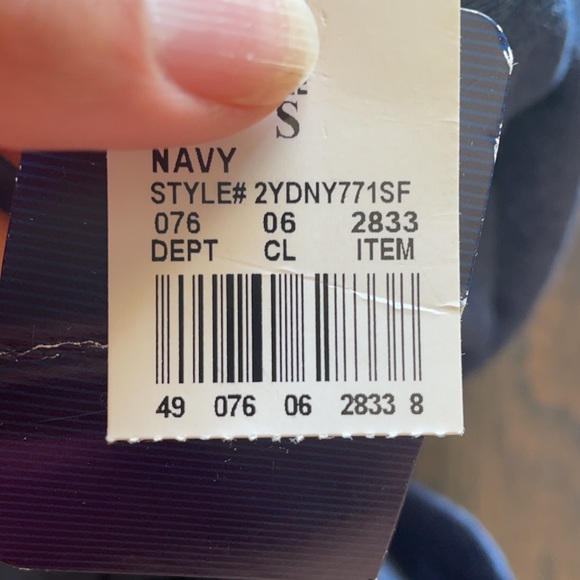 S
NAVY
STYLE# 2YDNY771SF
076 06 2833
DEPT CL ITEM
49 076 06 2833 8